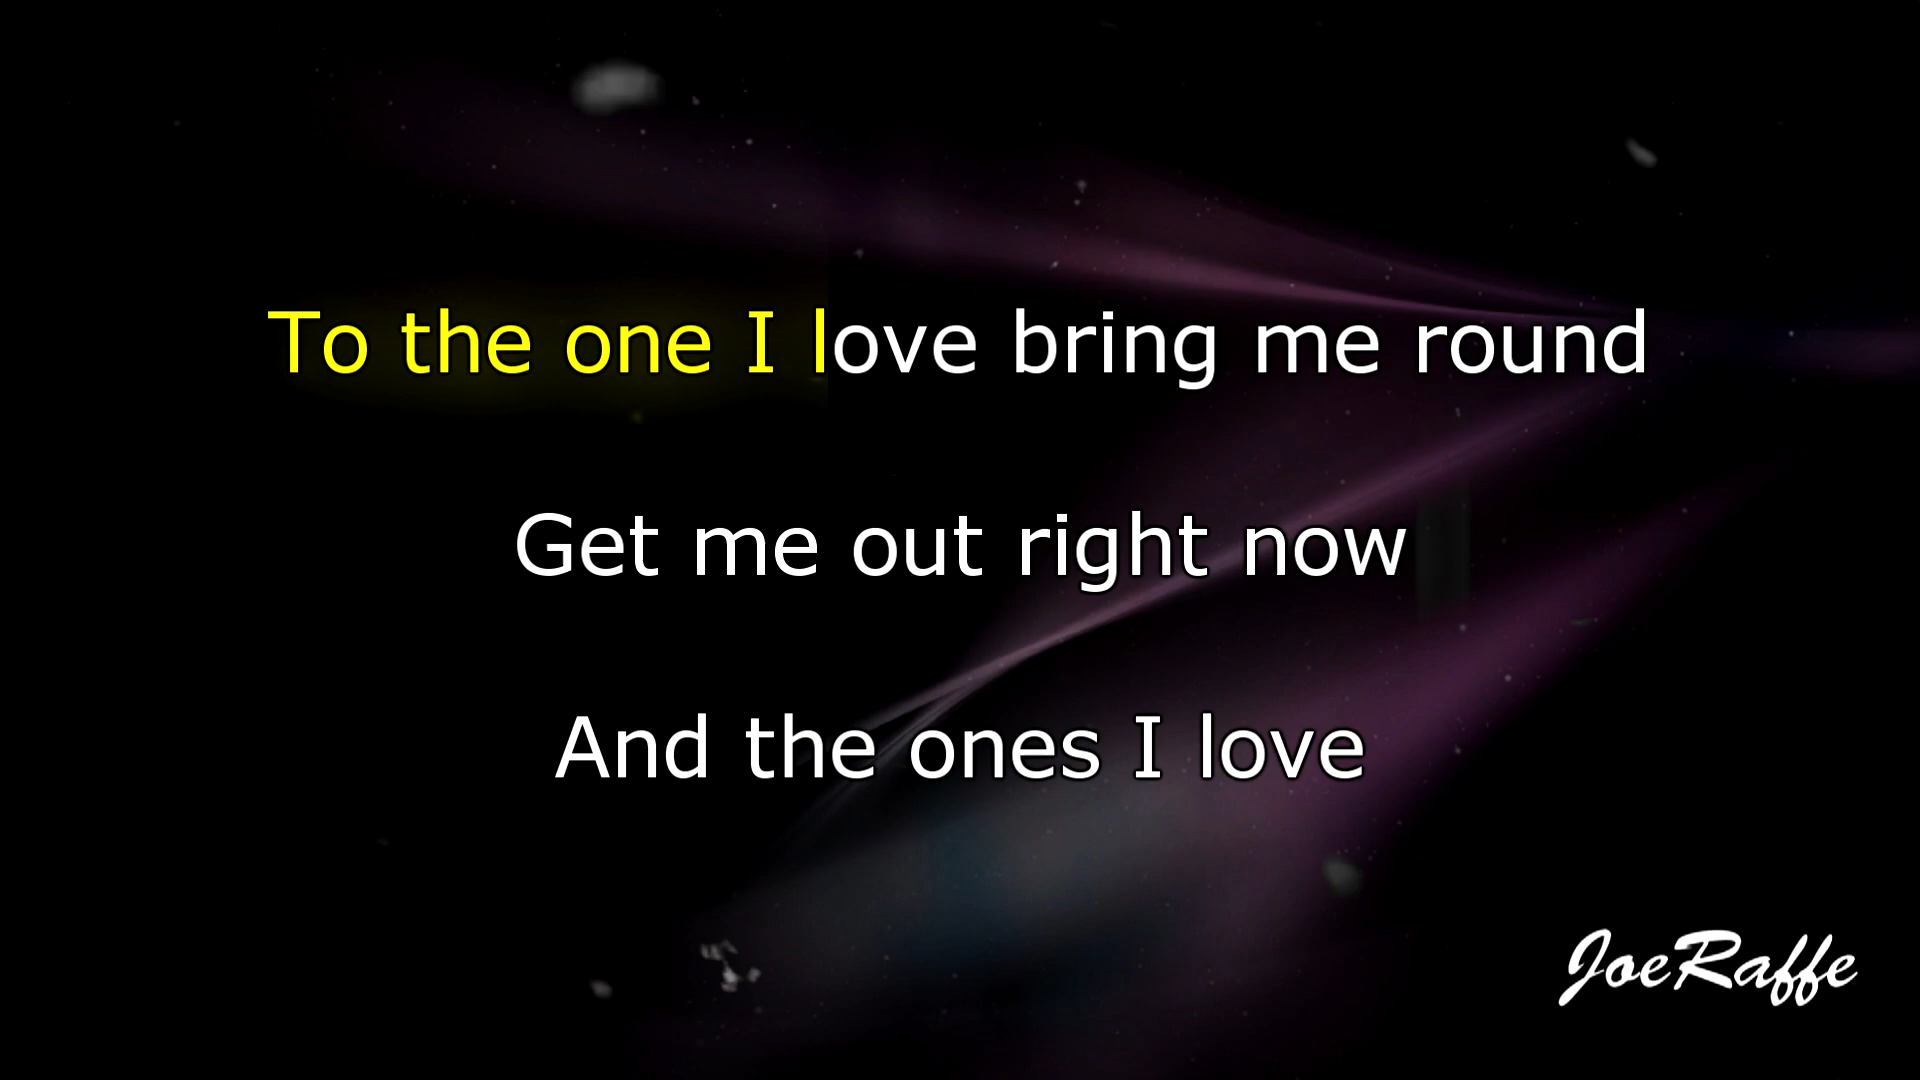 To the one I love bring me round
Get me out right now
And the ones I love
JoeRaffe